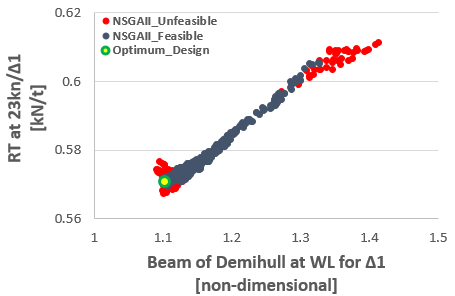 0.62
NSGAII_Unfeasible
NSGAII_Feasible
Optimum_Design
RT at 23kn/Δ1
[kN/t]
0.6
0.58
0.56
1
1.1
1.2
1.3
1.4
1.5
Beam of Demihull at WL for Δ1
[non-dimensional]